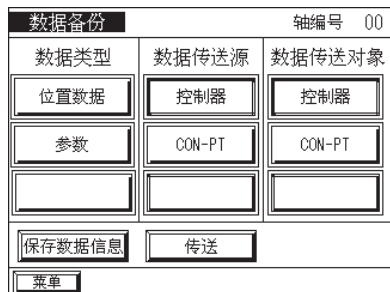 数据备份 轴编号 00
数据类型 数据传送源 数据传送对象
位置数据 控制器 控制器
参数 CON-PT CON-PT
保存数据信息 传送
菜单